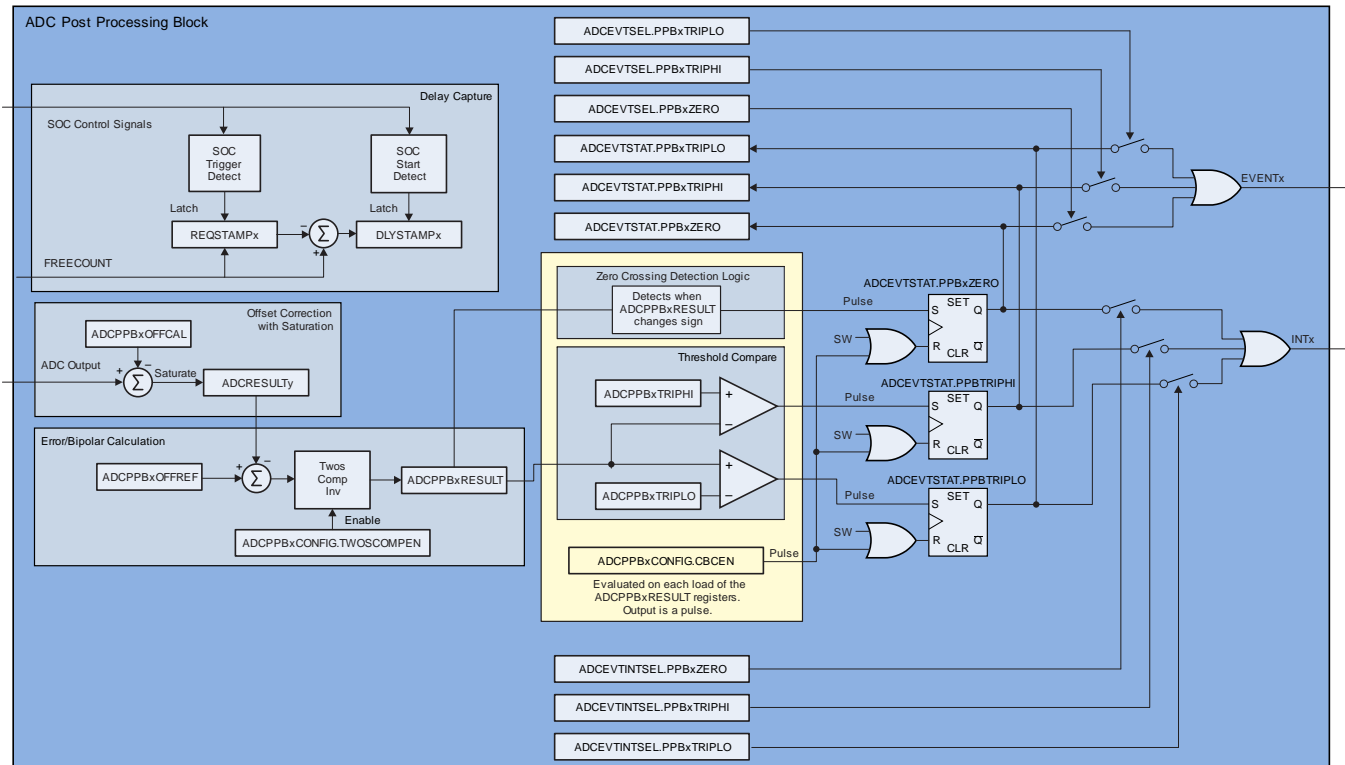 ADC Post Processing Block
ADCEVTSEL.PPBxTRIPLO
ADCEVTSEL.PPBxTRIPHI
ADCEVTSEL.PPBxZERO
ADCEVTSTAT.PPBxTRIPLO
ADCEVTSTAT.PPBxTRIPHI
ADCEVTSTAT.PPBxZERO
EVENTx
Delay Capture
SOC Control Signals
SOC
Trigger
Detect
SOC
Start
Detect
Latch
Latch
REQSTAMPx
−
Σ
+
DLYSTAMPx
FREECOUNT
Offset Correction
with Saturation
ADCPPBxOFFCAL
ADC Output
+
−
Σ
Saturate
ADCRESULTy
Error/Bipolar Calculation
ADCPPBxOFFREF
+
−
Σ
Twos
Comp
Inv
ADCPPBxRESULT
Enable
ADCPPBxCONFIG.TWOSCOMPEN
Zero Crossing Detection Logic
Detects when
ADCPPBxRESULT
changes sign
Threshold Compare
ADCPPBxTRIPHI
+
−
+
−
ADCPPBxTRIPLO
ADCPPBxCONFIG.CBCEN
Pulse
Evaluated on each load of the
ADCPPBxRESULT registers.
Output is a pulse.
ADCEVTSTAT.PPBxZERO
Pulse
SW
S
SET
Q
R
CLR
Q
ADCEVTSTAT.PPBTRIPHI
Pulse
SW
S
SET
Q
R
CLR
Q
ADCEVTSTAT.PPBTRIPLO
Pulse
SW
S
SET
Q
R
CLR
Q
INTx
ADCEVTINTSEL.PPBxZERO
ADCEVTINTSEL.PPBxTRIPHI
ADCEVTINTSEL.PPBxTRIPLO